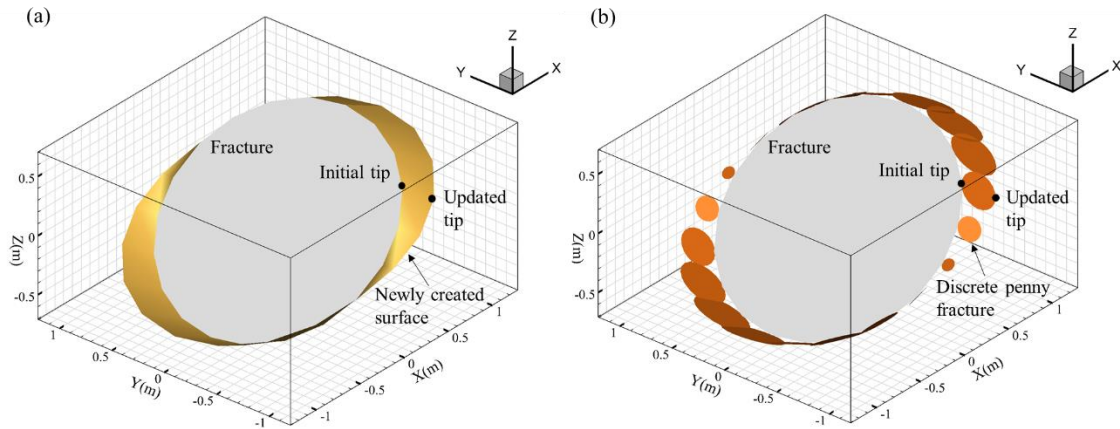 (a)
Z
Y
X
Fracture
Initial tip
Updated
tip
Newly created
surface
0.5
0
-0.5
Z(m)
1
0.5
0
-0.5
-1
Y(m)
-1
-0.5
0
0.5
1
X(m)
(b)
Z
Y
X
Fracture
Initial tip
Updated
tip
Discrete penny
fracture
0.5
0
-0.5
Z(m)
1
0.5
0
-0.5
-1
Y(m)
-1
-0.5
0
0.5
1
X(m)